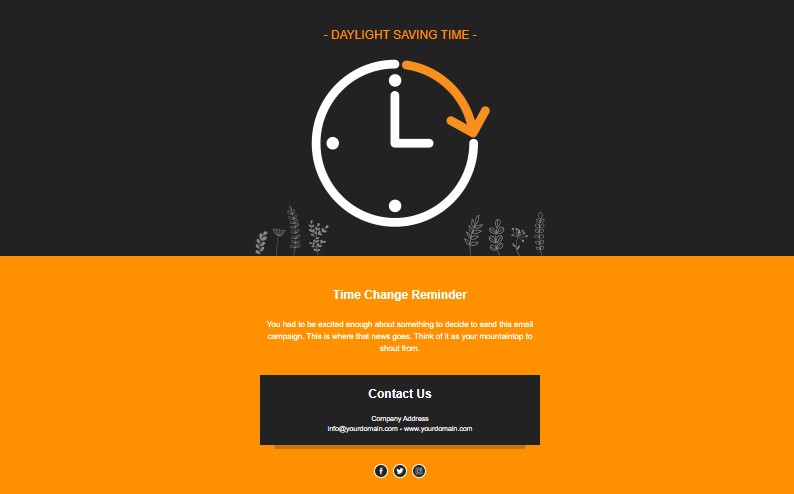 - DAYLIGHT SAVING TIME -
Time Change Reminder
You had to be excited enough about something to decide to send this email
campaign. This is where that news goes. Think of it as your mountaintop to
shout from.
Contact Us
Company Address
info@yourdomain.com - www.yourdomain.com